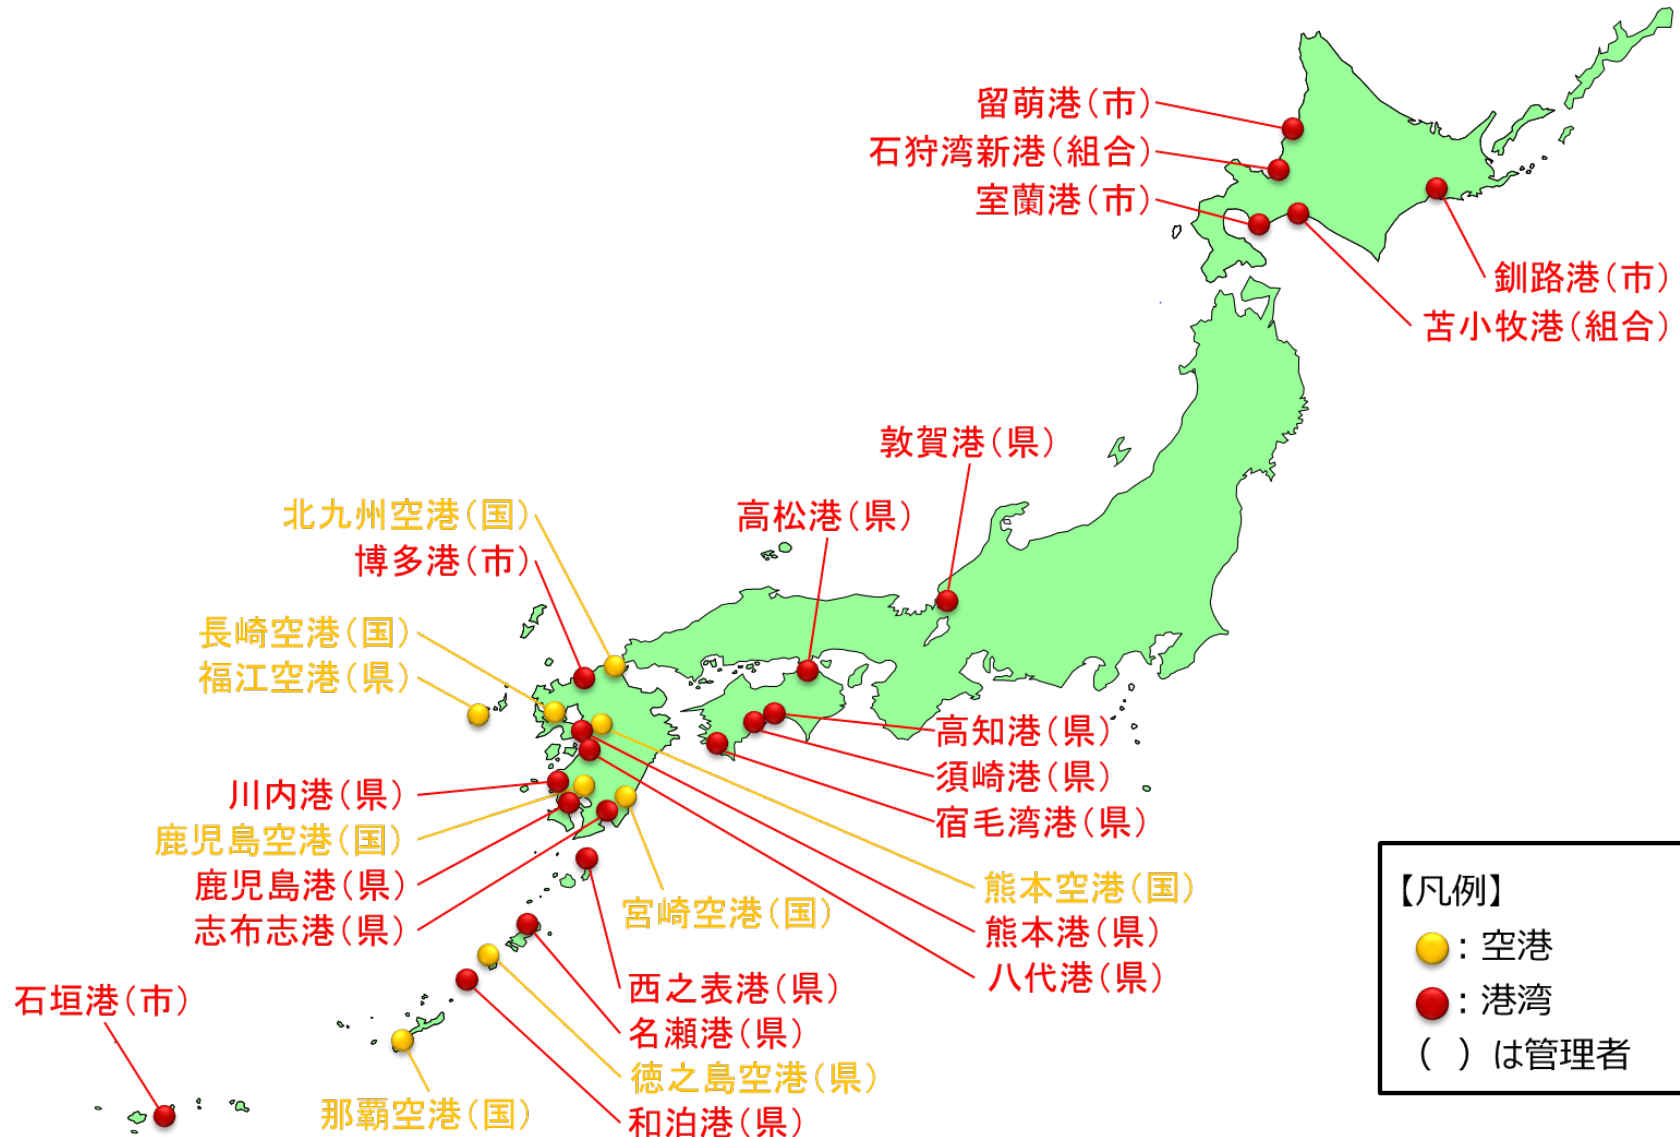 留萌港（市）
石狩湾新港（組合）
室蘭港（市）
釧路港（市）
苫小牧港（組合）
敦賀港（県）
高松港（県）
北九州空港（国）
博多港（市）
長崎空港（国）
福江空港（県）
高知港（県）
須崎港（県）
宿毛湾港（県）
川内港（県）
鹿児島空港（国）
鹿児島港（県）
志布志港（県）
宮崎空港（国）
熊本空港（国）
熊本港（県）
八代港（県）
西之表港（県）
名瀬港（県）
徳之島空港（県）
和泊港（県）
石垣港（市）
那覇空港（国）
【凡例】
：空港
：港湾
（　）は管理者